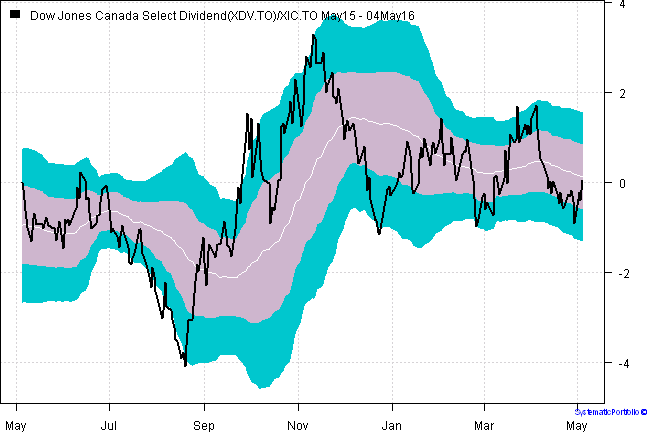 Dow Jones Canada Select Dividend(XDV.TO)/XIC.TO May15 - 04May16
4
2
0
-2
-4
SystematicPortfolio ©
May Jul Sep Nov Jan Mar May